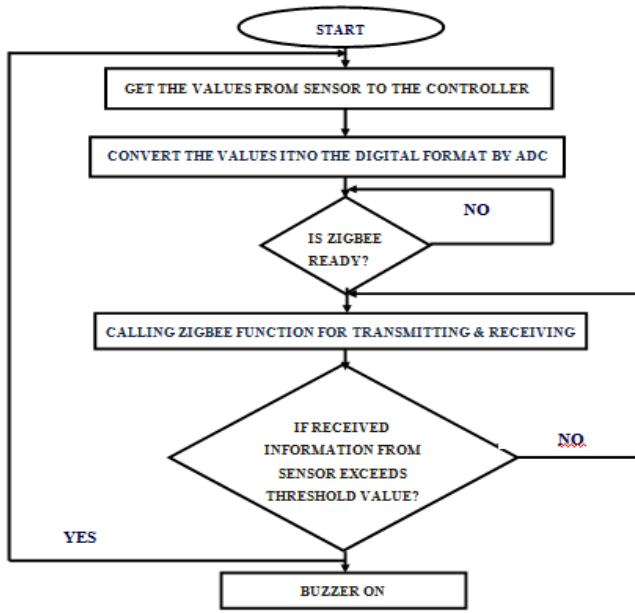 START
GET THE VALUES FROM SENSOR TO THE CONTROLLER
CONVERT THE VALUES ITNO THE DIGITAL FORMAT BY ADC
NO
IS ZIGBEE
READY?
CALLING ZIGBEE FUNCTION FOR TRANSMITTING & RECEIVING
IF RECEIVED
INFORMATION FROM
SENSOR EXCEEDS
THRESHOLD VALUE?
NO
YES
BUZZER ON